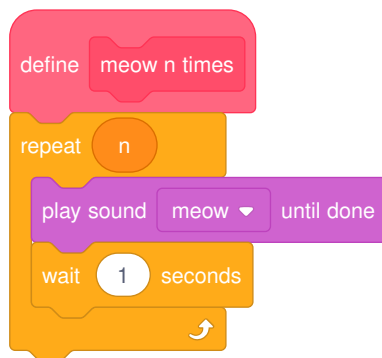 define meow n times
repeat n
play sound meow until done
wait 1 seconds